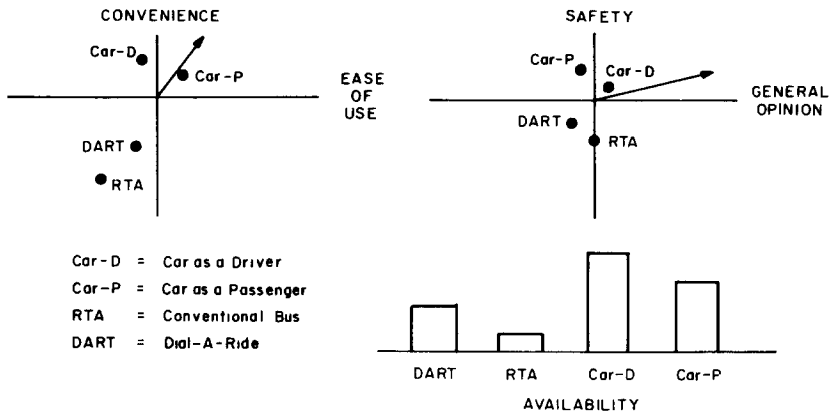 CONVENIENCE
Car-D
Car-P
EASE
OF
USE
DART
RTA
SAFETY
Car-P
Car-D
GENERAL
OPINION
DART
RTA
Car-D = Car as a Driver
Car-P = Car as a Passenger
RTA = Conventional Bus
DART = Dial-A-Ride
DART RTA Car-D Car-P
AVAILABILITY